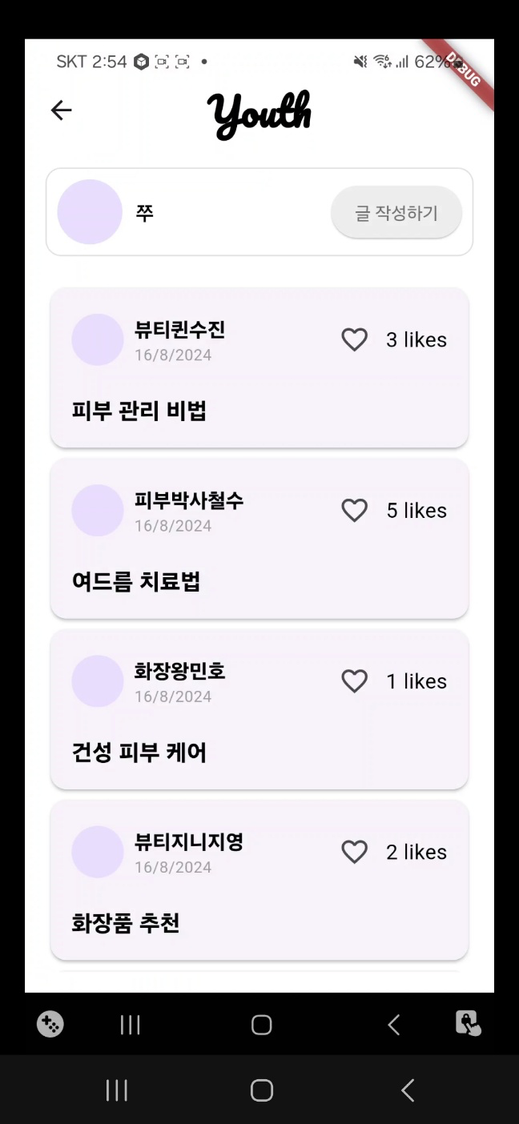 SKT 2:54
62%
DEBUG
Youth
쭈
글 작성하기
뷰티퀸수진
16/8/2024
3 likes
피부 관리 비법
피부박사철수
16/8/2024
5 likes
여드름 치료법
화장왕민호
16/8/2024
1 likes
건성 피부 케어
뷰티지니지영
16/8/2024
2 likes
화장품 추천